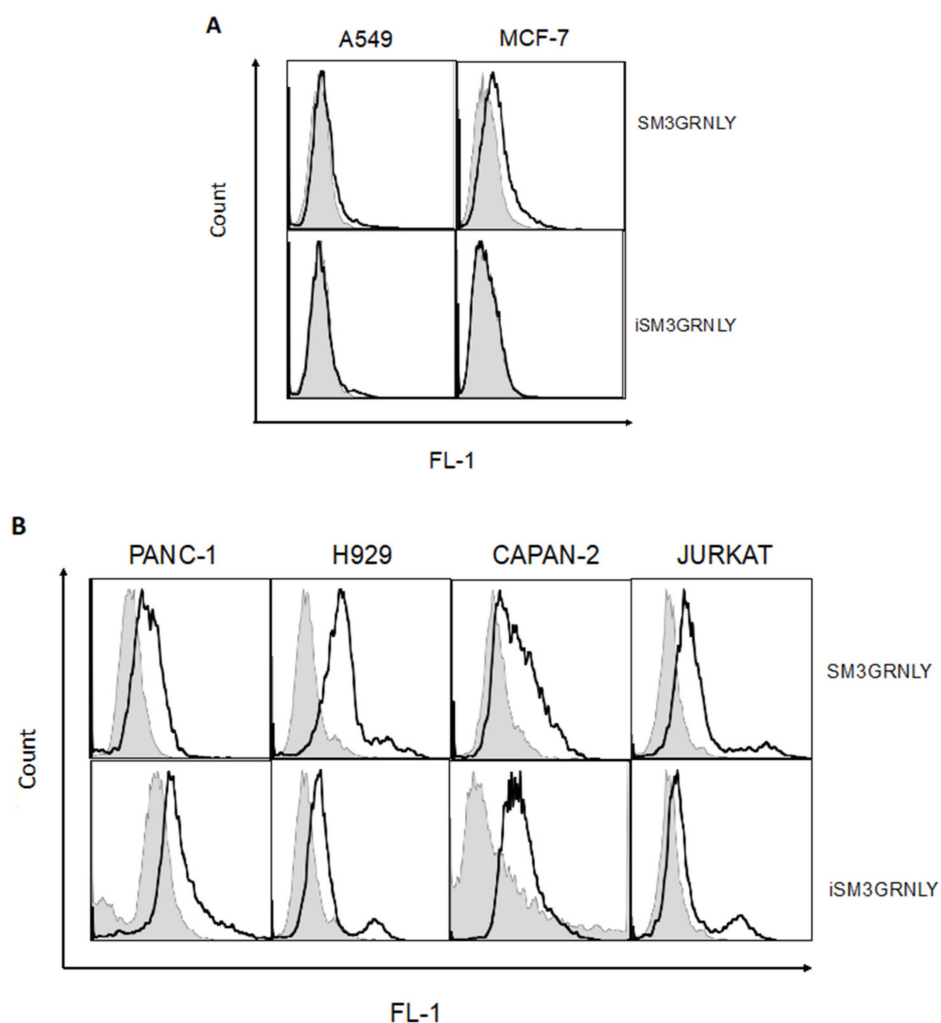 A
A549 MCF-7
SM3GRNLY
Count
iSM3GRNLY
FL-1
B
PANC-1 H929 CAPAN-2 JURKAT
SM3GRNLY
Count
iSM3GRNLY
FL-1